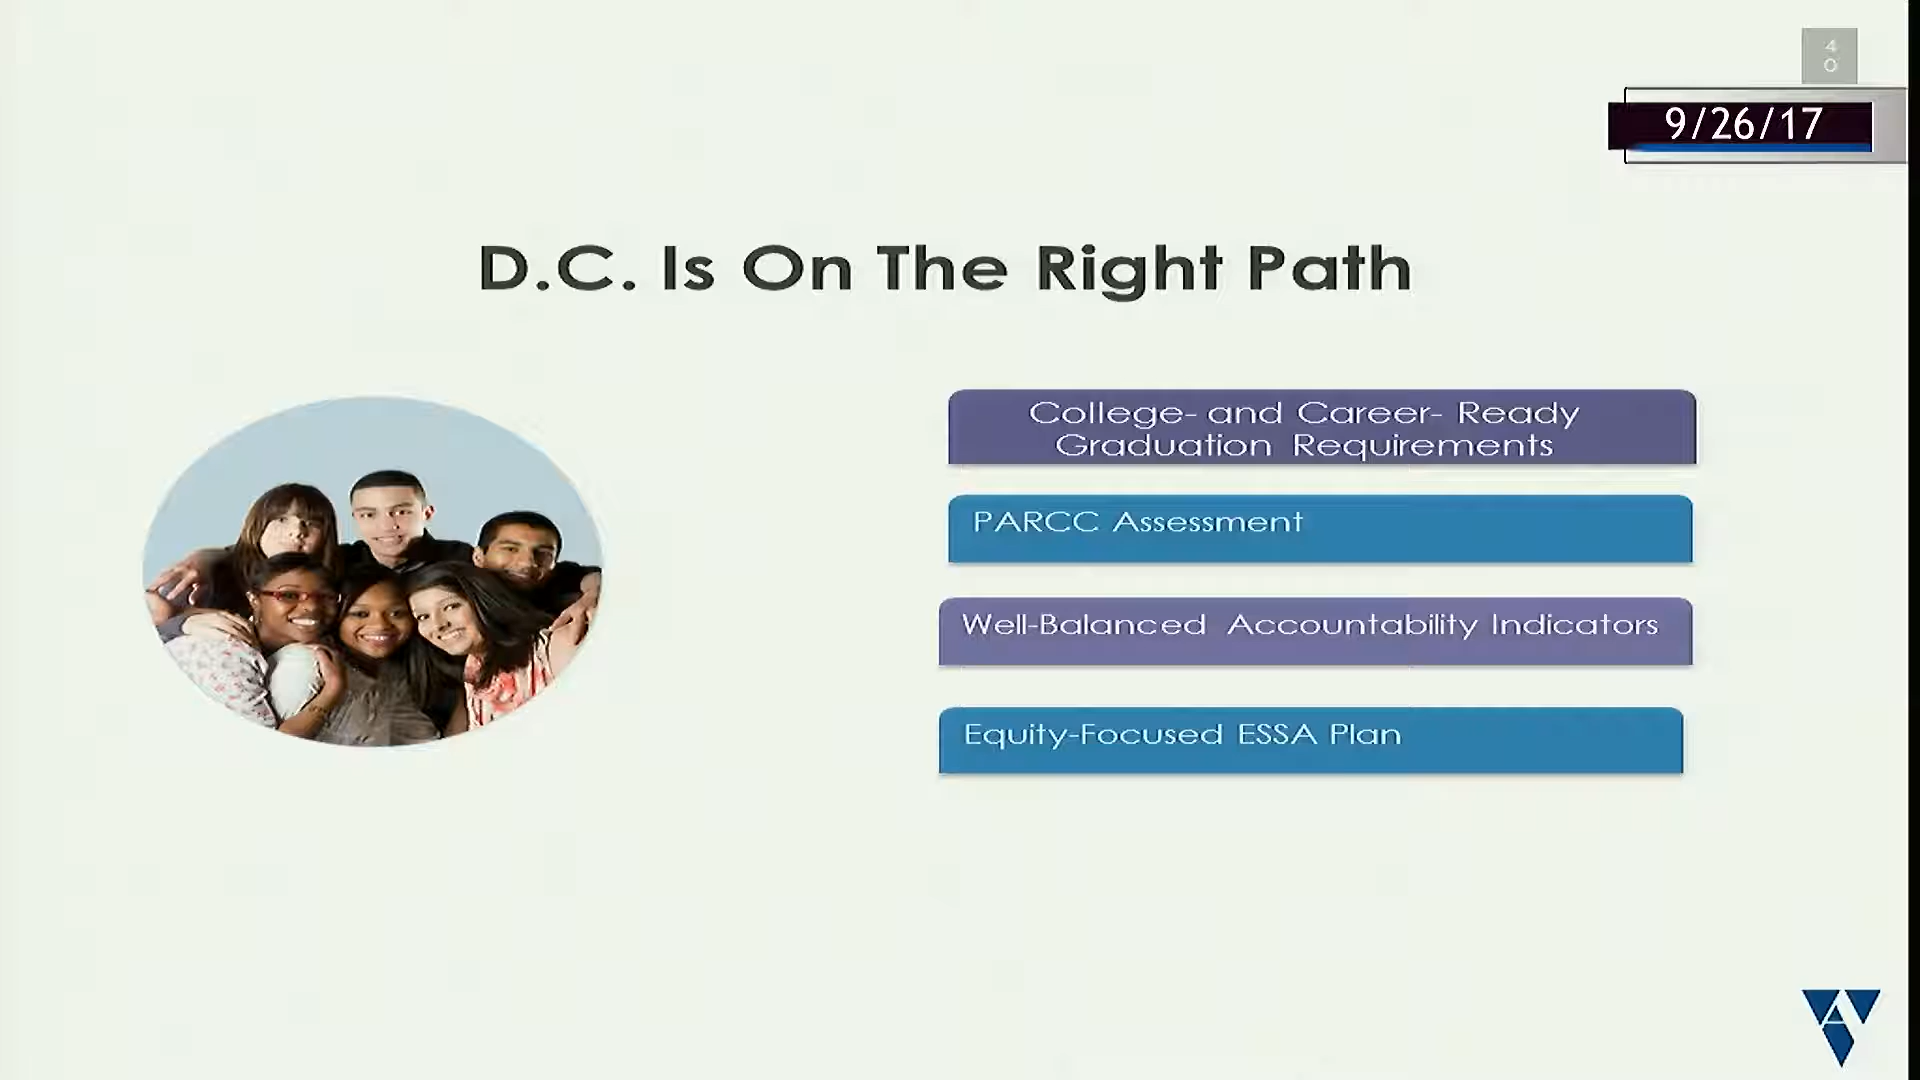 4
0
9/26/17
D.C. Is On The Right Path
College- and Career- Ready
Graduation Requirements
PARCC Assessment
Well-Balanced Accountability Indicators
Equity-Focused ESSA Plan
A